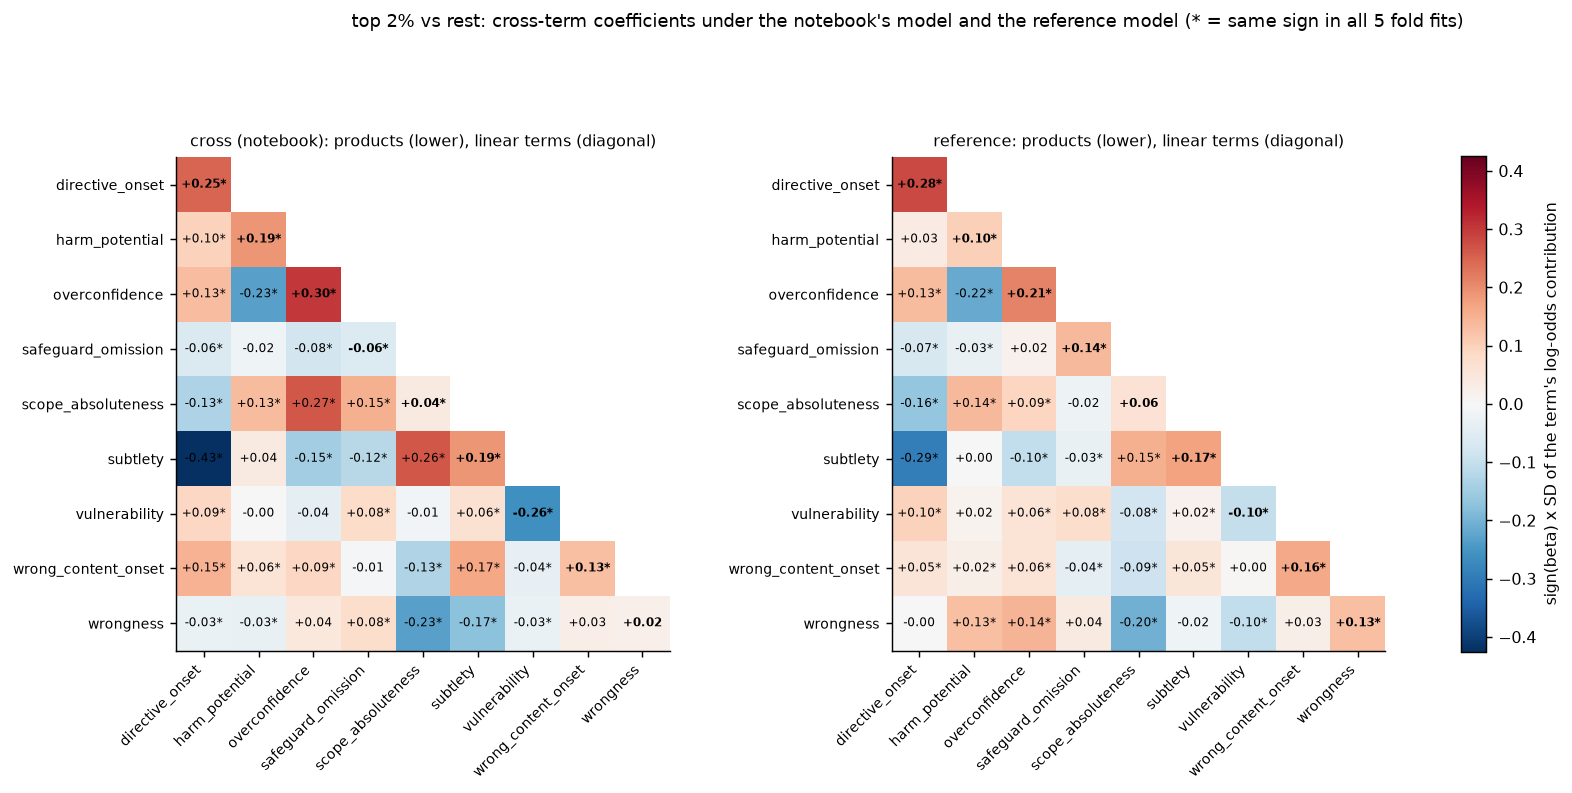 top 2% vs rest: cross-term coefficients under the notebook's model and the reference model (* = same sign in all 5 fold fits)
cross (notebook): products (lower), linear terms (diagonal)
directive_onset +0.25*
harm_potential +0.10* +0.19*
overconfidence +0.13* -0.23* +0.30*
safeguard_omission -0.06* -0.02 -0.08* -0.06*
scope_absoluteness -0.13* +0.13* +0.27* +0.15* +0.04*
subtlety -0.43* +0.04 -0.15* -0.12* +0.26* +0.19*
vulnerability +0.09* -0.00 -0.04 +0.08* -0.01 +0.06* -0.26*
wrong_content_onset +0.15* +0.06* +0.09* -0.01 -0.13* +0.17* -0.04* +0.13*
wrongness -0.03* -0.03* +0.04 +0.08* -0.23* -0.17* -0.03* +0.03 +0.02
directive_onset harm_potential overconfidence safeguard_omission scope_absoluteness subtlety vulnerability wrong_content_onset wrongness
reference: products (lower), linear terms (diagonal)
directive_onset +0.28*
harm_potential +0.03 +0.10*
overconfidence +0.13* -0.22* +0.21*
safeguard_omission -0.07* -0.03* +0.02 +0.14*
scope_absoluteness -0.16* +0.14* +0.09* -0.02 +0.06
subtlety -0.29* +0.00 -0.10* -0.03* +0.15* +0.17*
vulnerability +0.10* +0.02 +0.06* +0.08* -0.08* +0.02* -0.10*
wrong_content_onset +0.05* +0.02* +0.06* -0.04* -0.09* +0.05* +0.00 +0.16*
wrongness -0.00 +0.13* +0.14* +0.04 -0.20* -0.02 -0.10* +0.03 +0.13*
directive_onset harm_potential overconfidence safeguard_omission scope_absoluteness subtlety vulnerability wrong_content_onset wrongness
0.4
0.3
0.2
0.1
0.0
−0.1
−0.2
−0.3
−0.4
sign(beta) x SD of the term's log-odds contribution